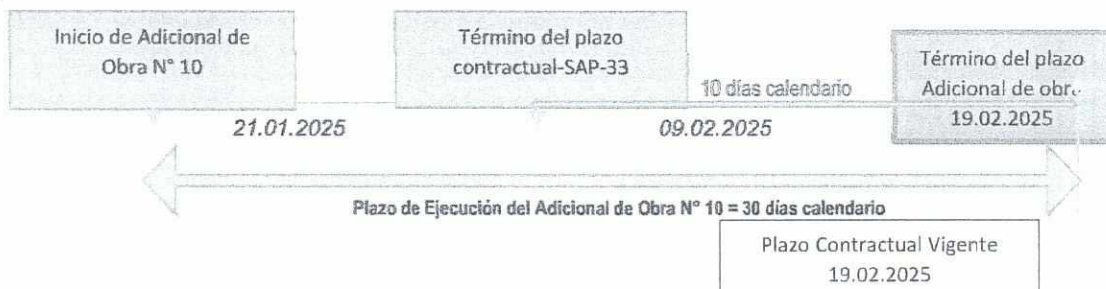 Inicio de Adicional de
Obra N° 10
Término del plazo
contractual-SAP-33
Término del plazo
Adicional de obr.
19.02.2025
10 días calendario
21.01.2025
09.02.2025
Plazo de Ejecución del Adicional de Obra N° 10 = 30 días calendario
Plazo Contractual Vigente
19.02.2025